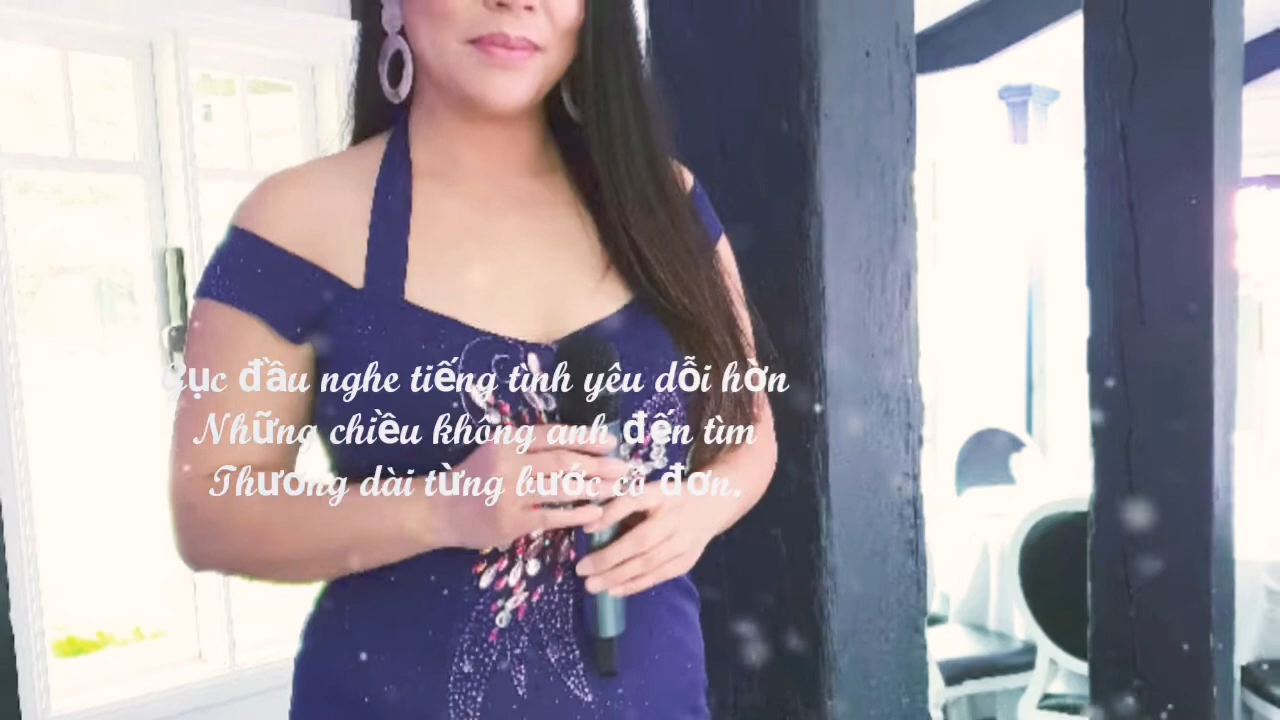 Gục đầu nghe tiếng tình yêu dỗi hờn
Những chiều không anh đến tìm
Thương dài từng bước cô đơn.